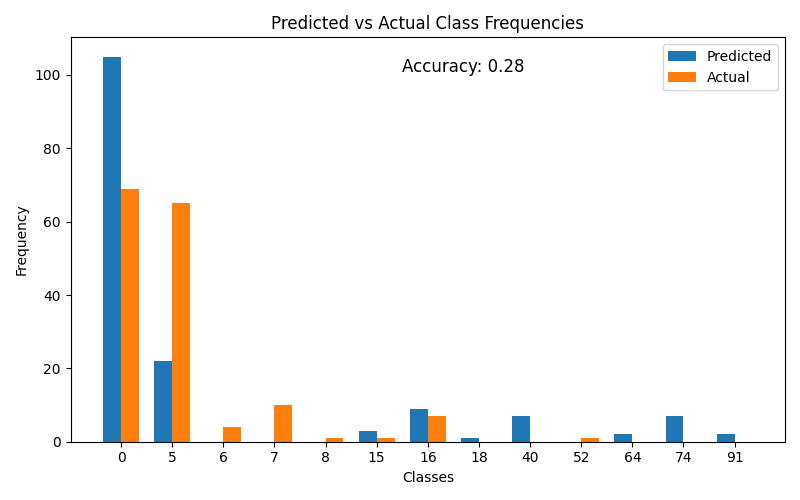 Predicted vs Actual Class Frequencies
Accuracy: 0.28
Predicted
Actual
Frequency
100
80
60
40
20
0
0 5 6 7 8 15 16 18 40 52 64 74 91
Classes